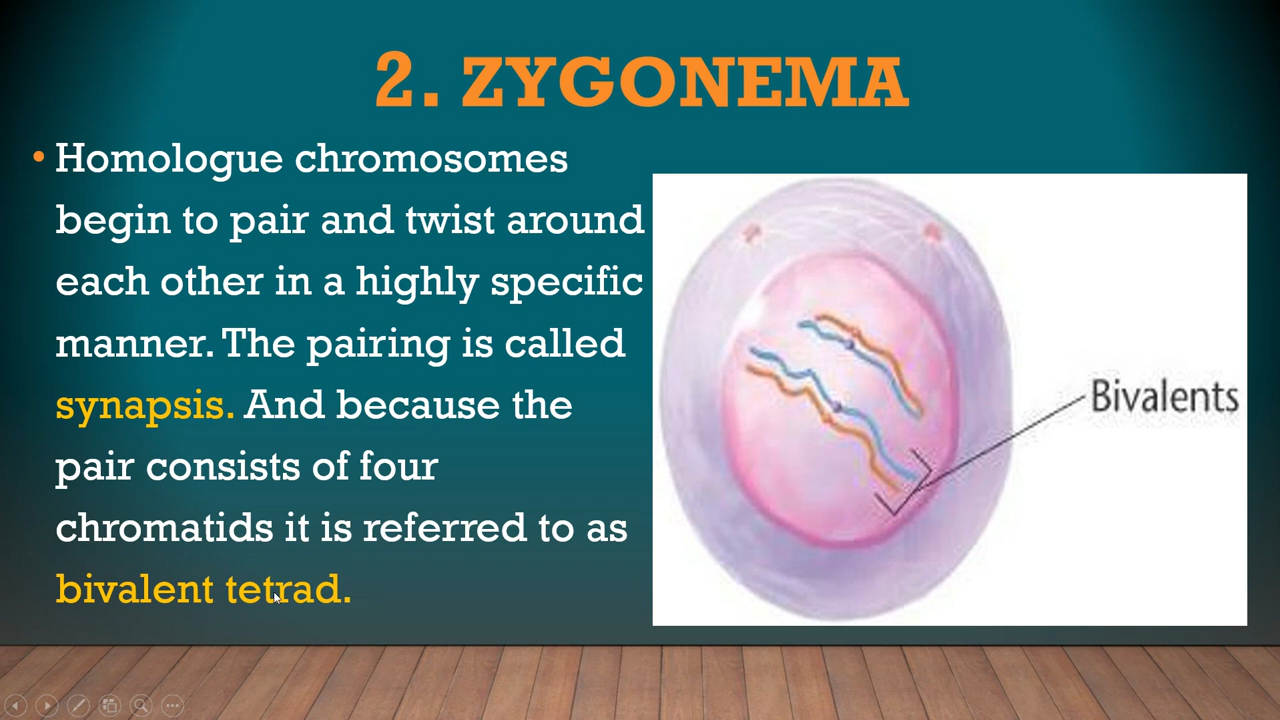 2. ZYGONEMA
• Homologue chromosomes
begin to pair and twist around
each other in a highly specific
manner. The pairing is called
synapsis. And because the
pair consists of four
chromatids it is referred to as
bivalent tetrad.
Bivalents